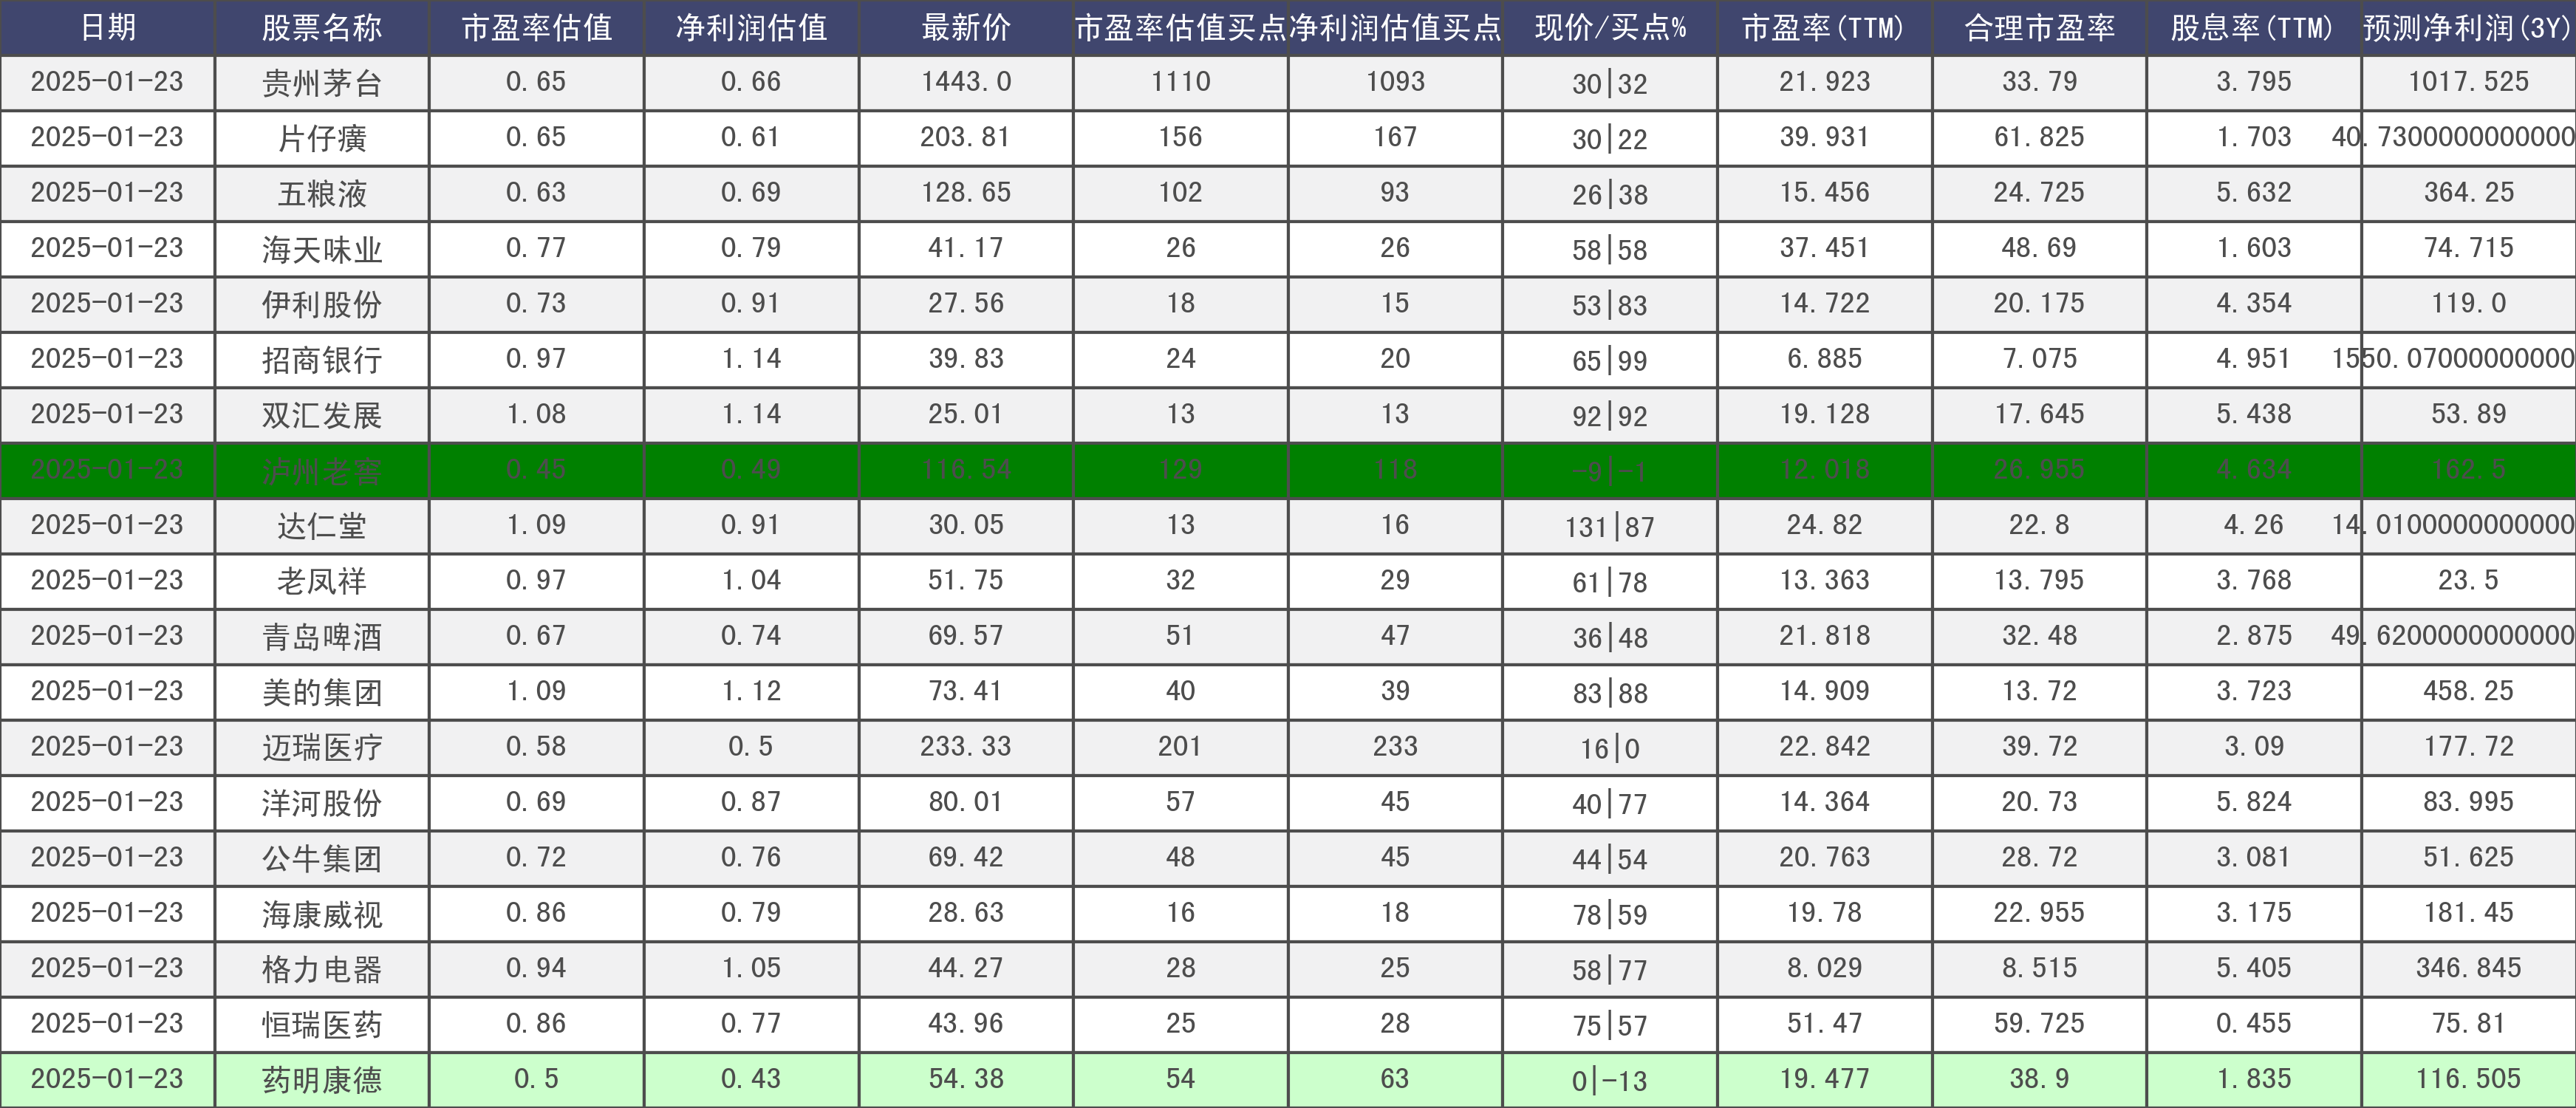 日期 股票名称 市盈率估值 净利润估值 最新价 市盈率估值买点 净利润估值买点 现价/买点% 市盈率(TTM) 合理市盈率 股息率(TTM) 预测净利润(3Y)
2025-01-23 贵州茅台 0.65 0.66 1443.0 1110 1093 30|32 21.923 33.79 3.795 1017.525
2025-01-23 片仔癀 0.65 0.61 203.81 156 167 30|22 39.931 61.825 1.703 40.7300000000000
2025-01-23 五粮液 0.63 0.69 128.65 102 93 26|38 15.456 24.725 5.632 364.25
2025-01-23 海天味业 0.77 0.79 41.17 26 26 58|58 37.451 48.69 1.603 74.715
2025-01-23 伊利股份 0.73 0.91 27.56 18 15 53|83 14.722 20.175 4.354 119.0
2025-01-23 招商银行 0.97 1.14 39.83 24 20 65|99 6.885 7.075 4.951 1550.07000000000
2025-01-23 双汇发展 1.08 1.14 25.01 13 13 92|92 19.128 17.645 5.438 53.89
2025-01-23 泸州老窖 0.45 0.49 116.54 129 118 -9|-1 12.018 26.955 4.634 162.5
2025-01-23 达仁堂 1.09 0.91 30.05 13 16 131|87 24.82 22.8 4.26 14.0100000000000
2025-01-23 老凤祥 0.97 1.04 51.75 32 29 61|78 13.363 13.795 3.768 23.5
2025-01-23 青岛啤酒 0.67 0.74 69.57 51 47 36|48 21.818 32.48 2.875 49.6200000000000
2025-01-23 美的集团 1.09 1.12 73.41 40 39 83|88 14.909 13.72 3.723 458.25
2025-01-23 迈瑞医疗 0.58 0.5 233.33 201 233 16|0 22.842 39.72 3.09 177.72
2025-01-23 洋河股份 0.69 0.87 80.01 57 45 40|77 14.364 20.73 5.824 83.995
2025-01-23 公牛集团 0.72 0.76 69.42 48 45 44|54 20.763 28.72 3.081 51.625
2025-01-23 海康威视 0.86 0.79 28.63 16 18 78|59 19.78 22.955 3.175 181.45
2025-01-23 格力电器 0.94 1.05 44.27 28 25 58|77 8.029 8.515 5.405 346.845
2025-01-23 恒瑞医药 0.86 0.77 43.96 25 28 75|57 51.47 59.725 0.455 75.81
2025-01-23 药明康德 0.5 0.43 54.38 54 63 0|-13 19.477 38.9 1.835 116.505